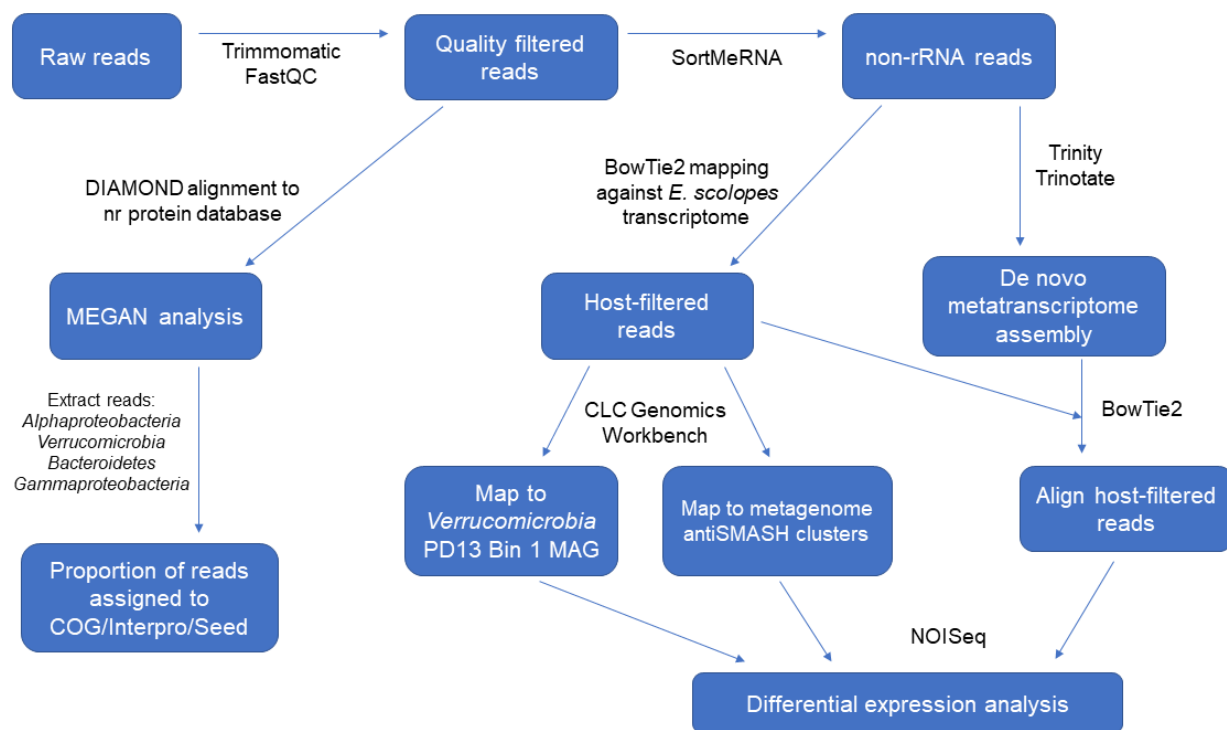 Raw reads
Trimmomatic
FastQC
Quality filtered
reads
SortMeRNA
non-rRNA reads
DIAMOND alignment to
nr protein database
BowTie2 mapping
against E. scolopes
transcriptome
Trinity
Trinotate
MEGAN analysis
Host-filtered
reads
De novo
metatranscriptome
assembly
Extract reads:
Alphaproteobacteria
Verrucomicrobia
Bacteroidetes
Gammaproteobacteria
CLC Genomics
Workbench
BowTie2
Map to
Verrucomicrobia
PD13 Bin 1 MAG
Map to metagenome
antiSMASH clusters
Align host-filtered
reads
Proportion of reads
assigned to
COG/Interpro/Seed
NOISeq
Differential expression analysis